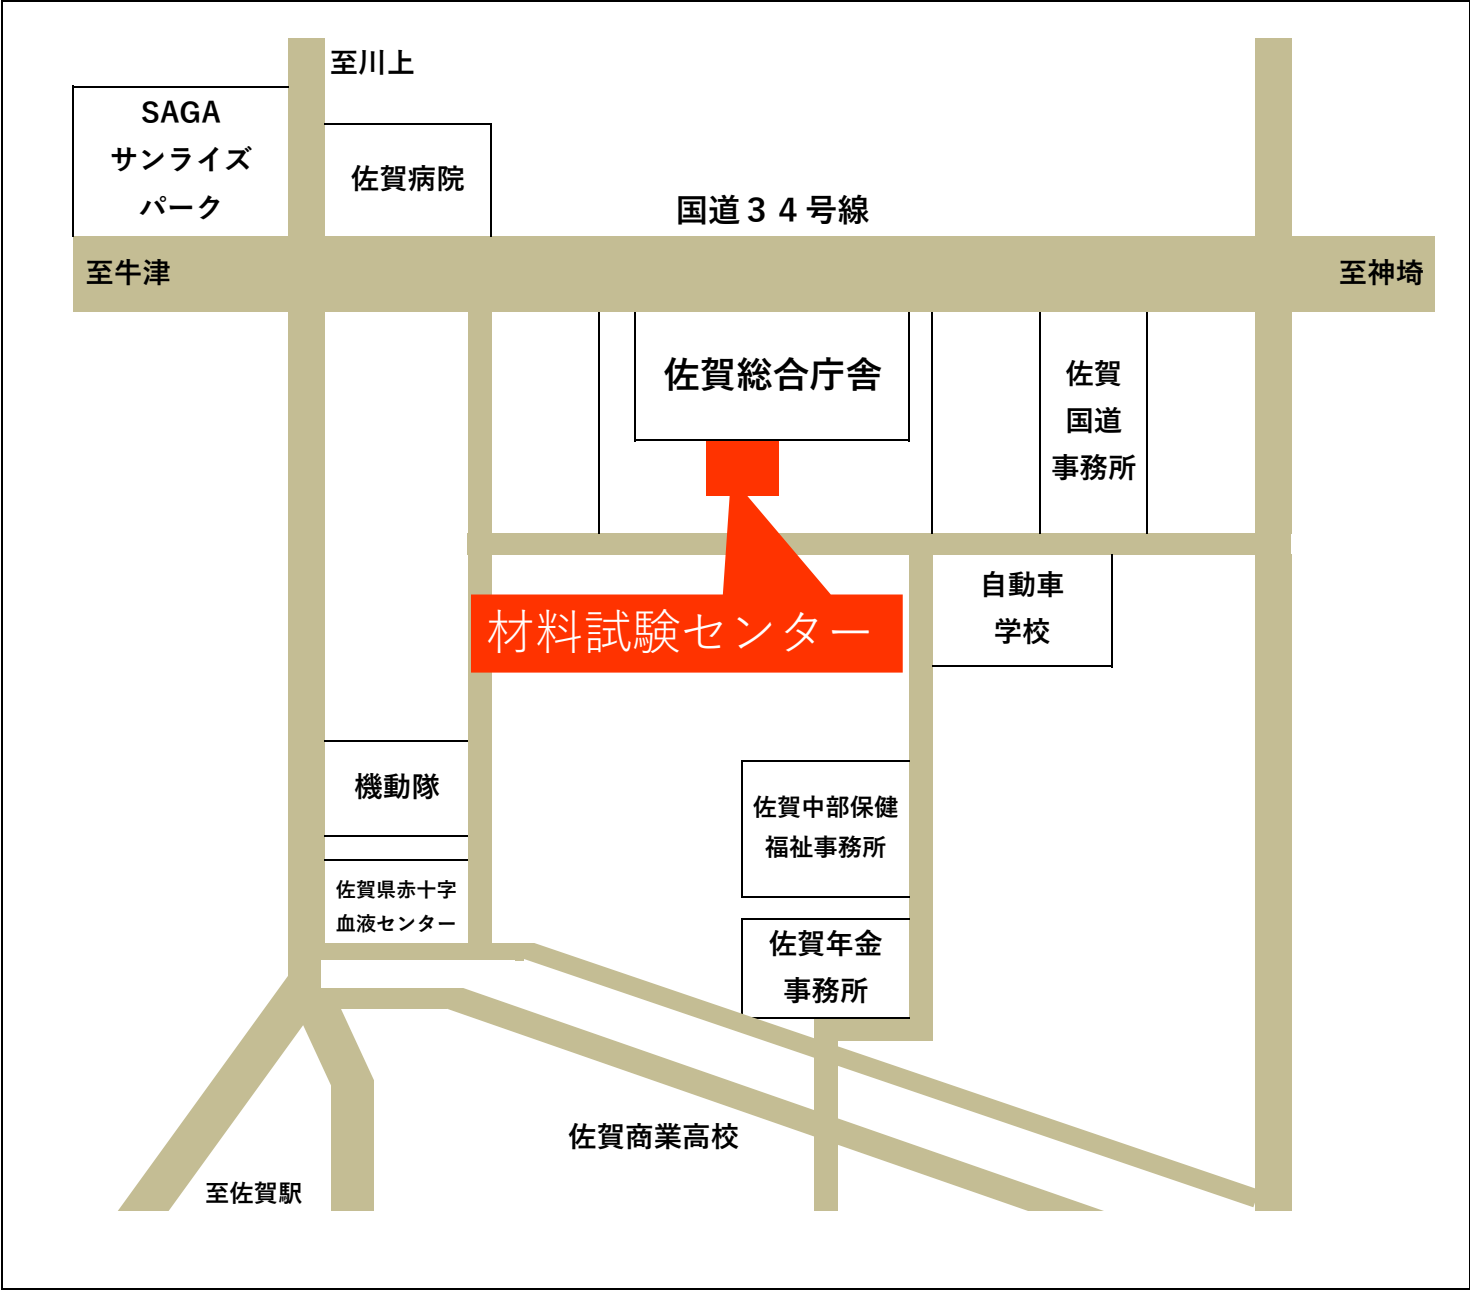 至川上
SAGA
サンライズ
パーク
佐賀病院
国道３４号線
至牛津
至神埼
佐賀総合庁舎
佐賀
国道
事務所
自動車
学校
材料試験センター
機動隊
佐賀中部保健
福祉事務所
佐賀県赤十字
血液センター
佐賀年金
事務所
佐賀商業高校
至佐賀駅